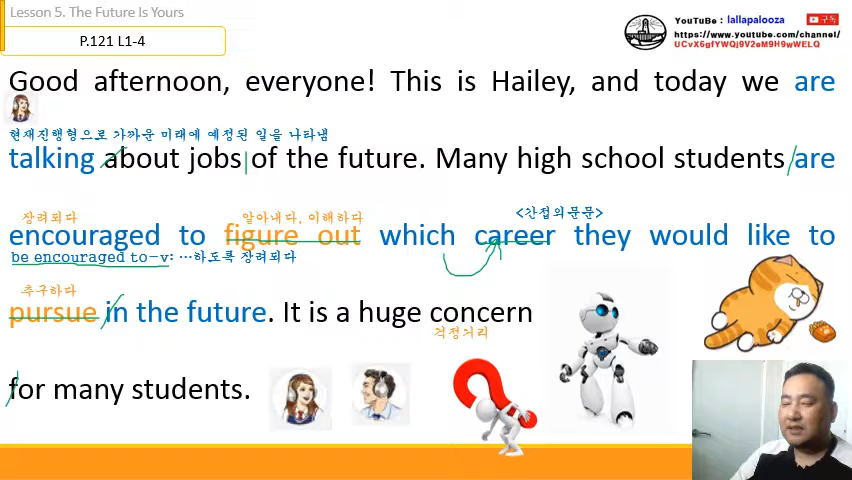 Lesson 5. The Future Is Yours
P.121 L1-4
YouTuBe : lallapalooza
구독
https://www.youtube.com/channel/
UCvX6gfYWQj9V2eM9H9wWELQ
Good afternoon, everyone! This is Hailey, and today we are
현재진행형으로 가까운 미래에 예정된 일을 나타냄
talking about jobs of the future. Many high school students are
장려되다
알아내다, 이해하다
<간접의문문>
encouraged to figure out which career they would like to
be encouraged to-v: …하도록 장려되다
추구하다
pursue in the future. It is a huge concern
걱정거리
for many students.